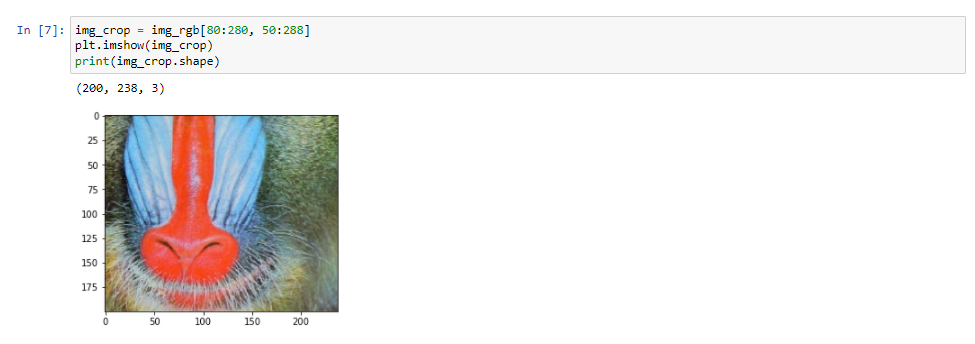 In [7]: img_crop = img_rgb[80:280, 50:288]
plt.imshow(img_crop)
print(img_crop.shape)
(200, 238, 3)
0
25
50
75
100
125
150
175
0 50 100 150 200